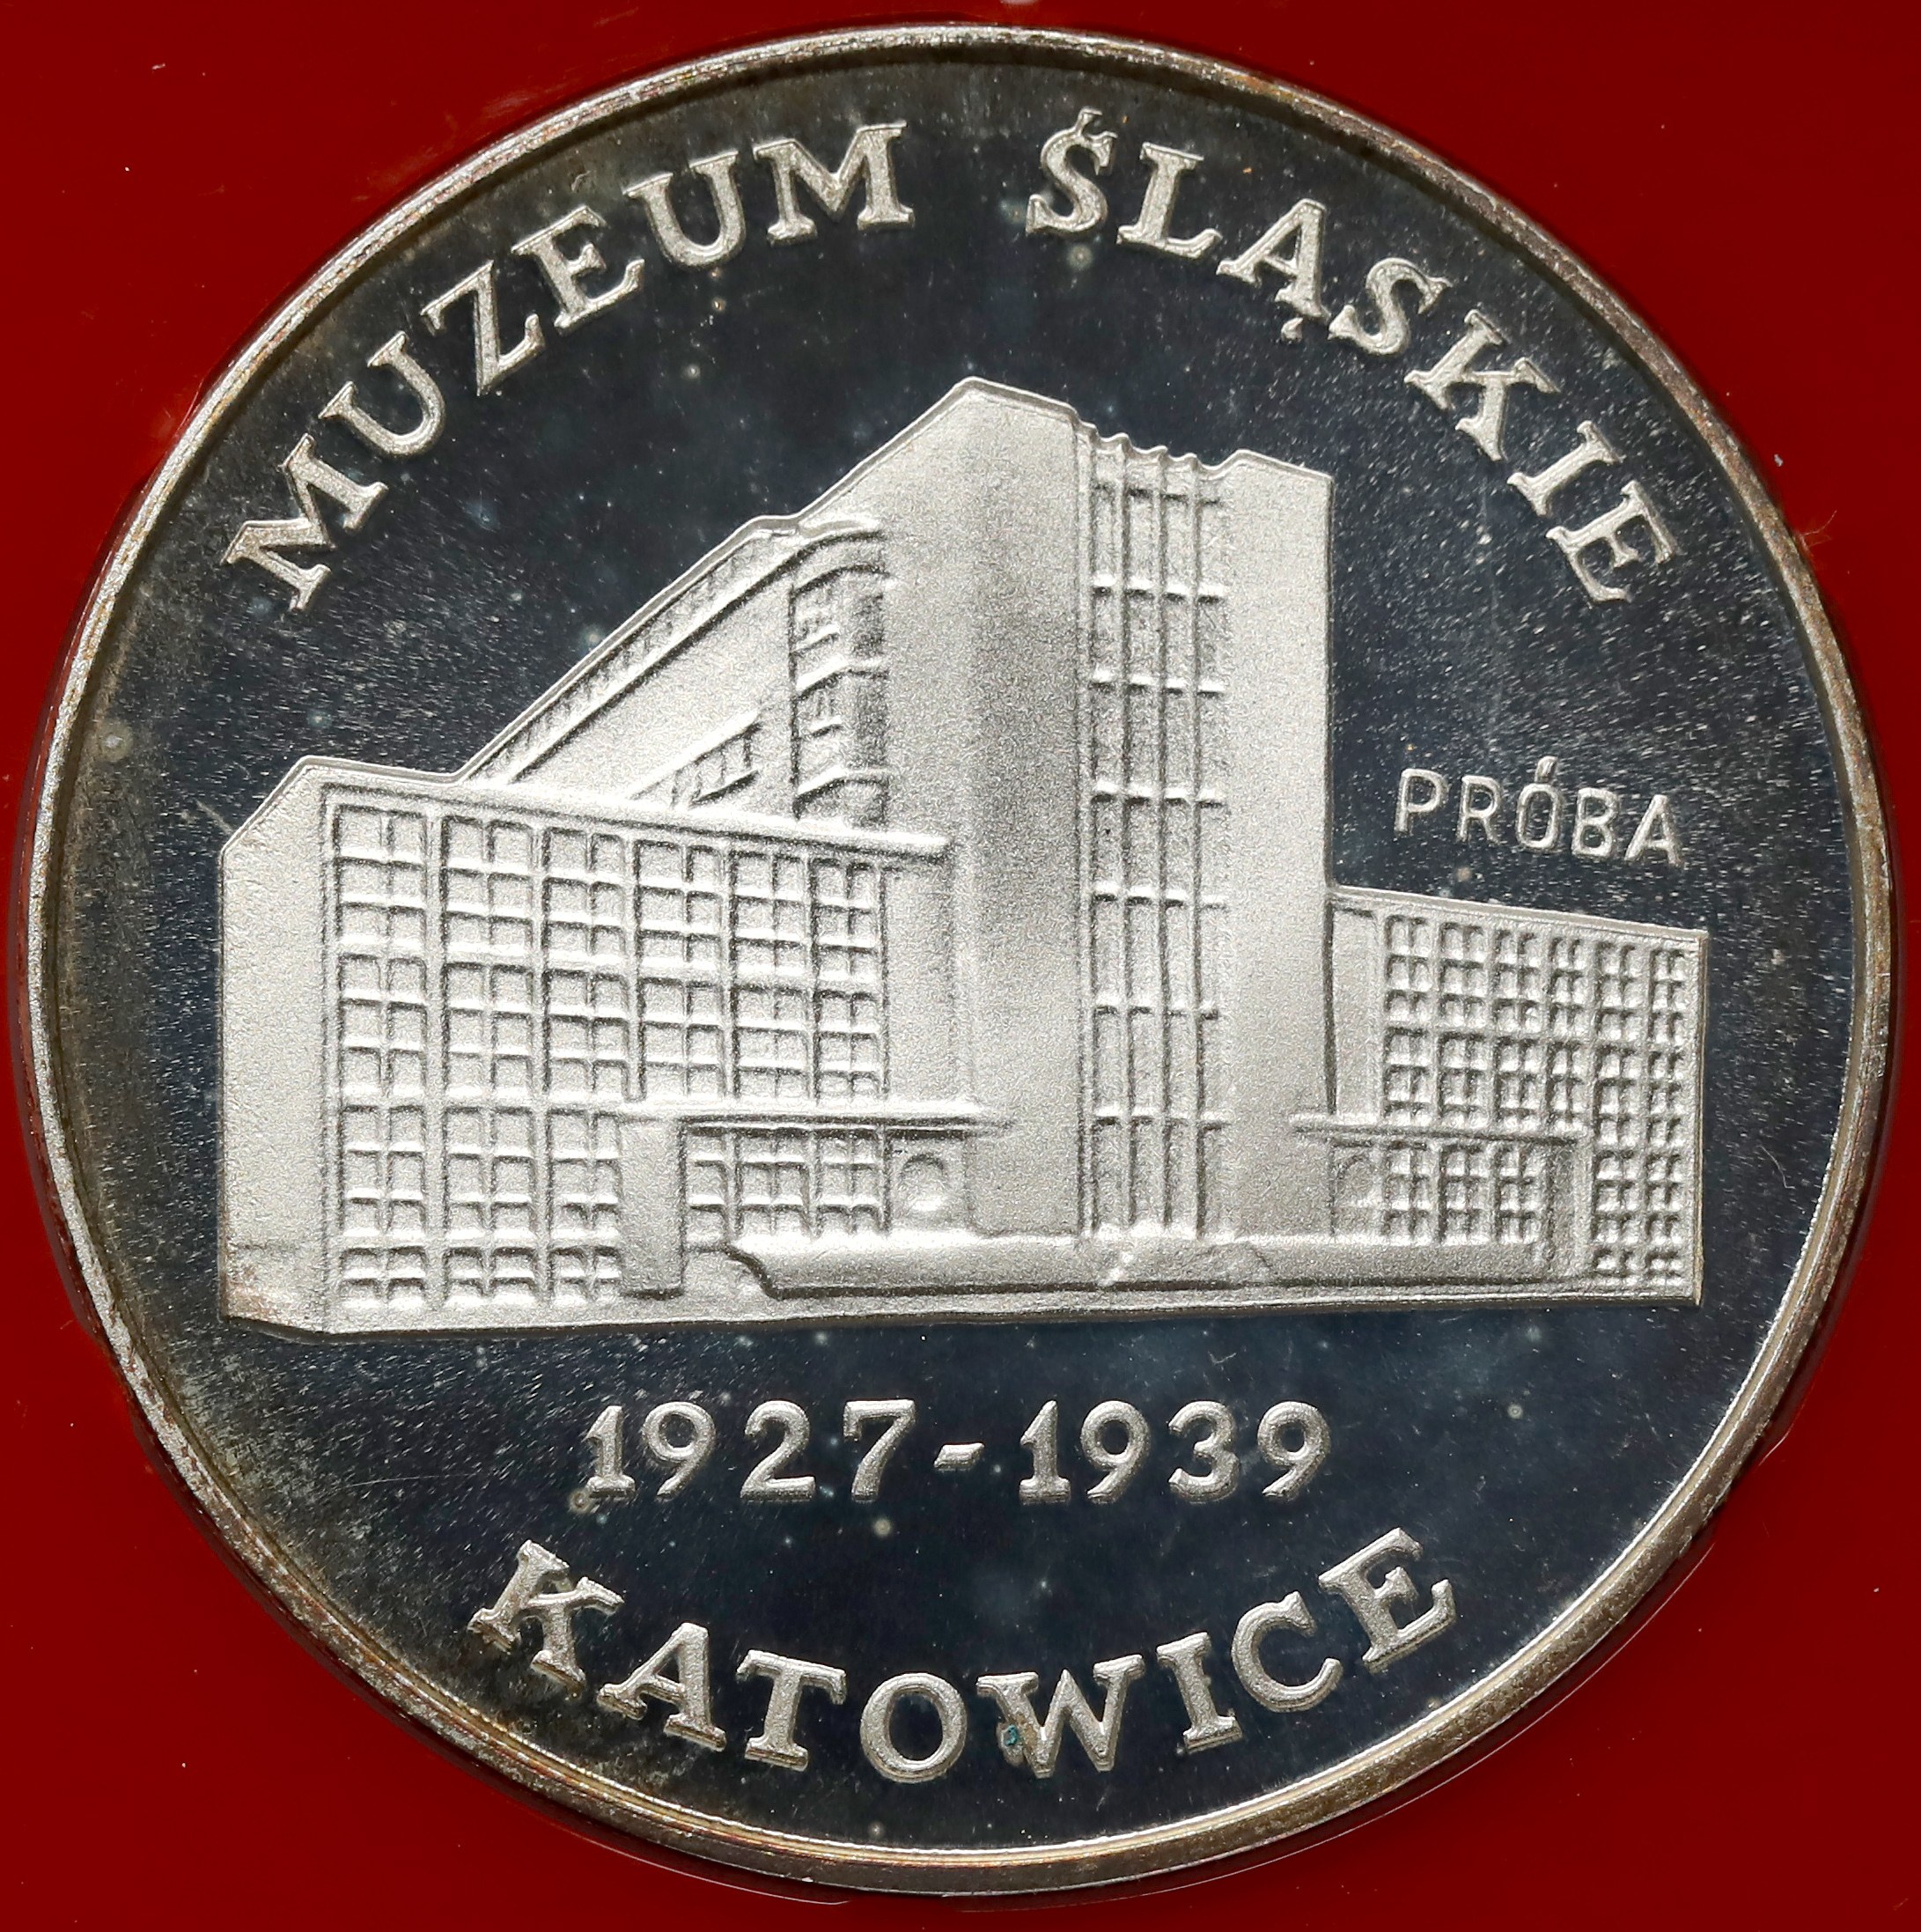 MUZEUM ŚLĄSKIE
PRÓBA
1927-1939
KATOWICE